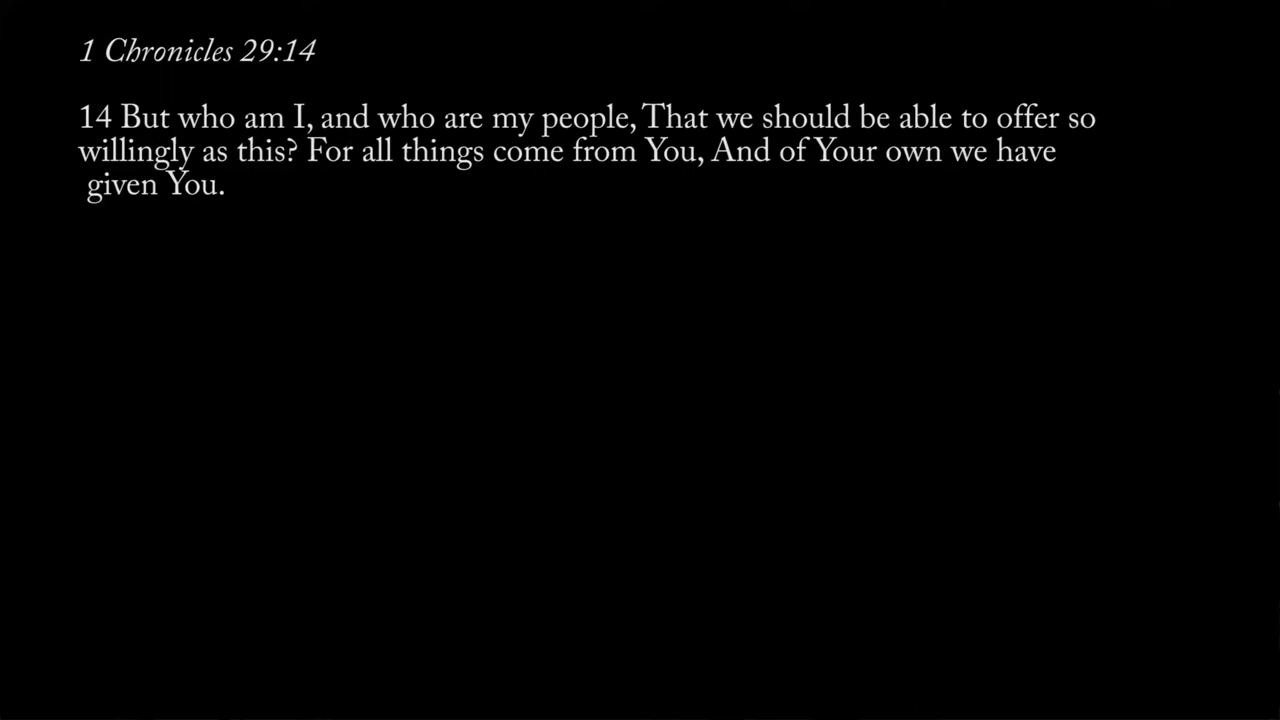 1 Chronicles 29:14
14 But who am I, and who are my people, That we should be able to offer so
willingly as this? For all things come from You, And of Your own we have
given You.